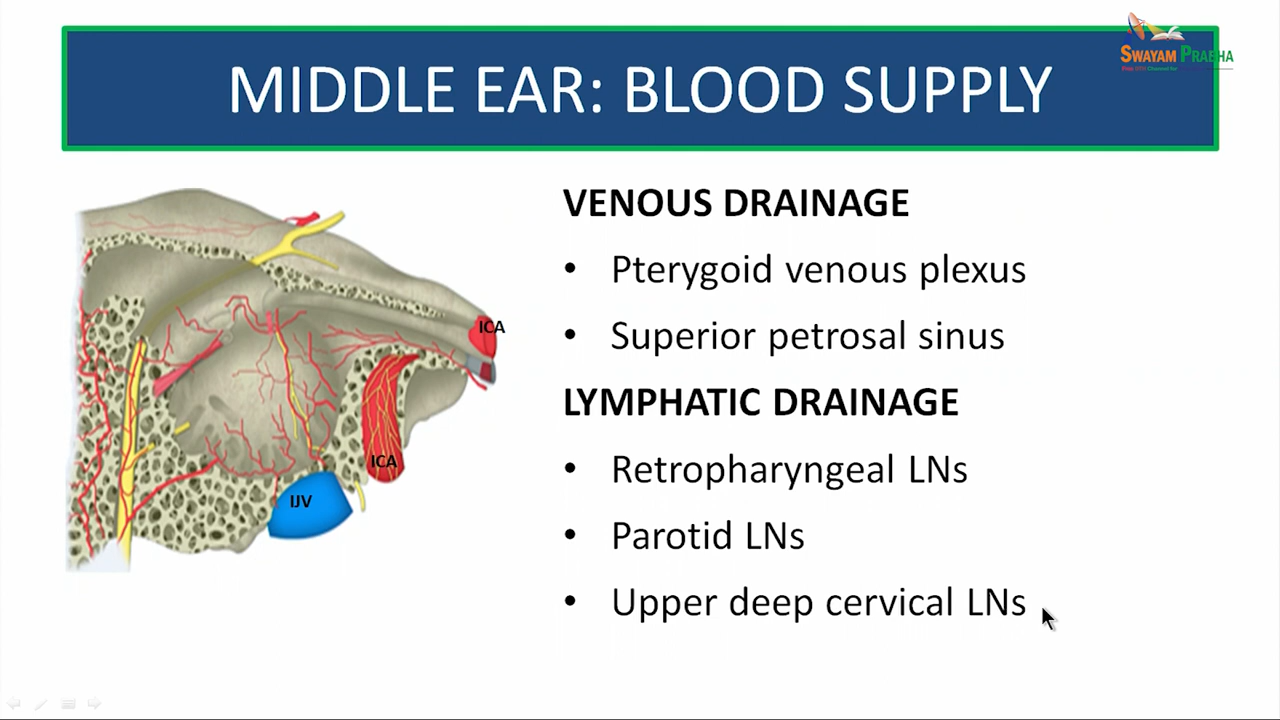 SWAYAM PRABHA
MIDDLE EAR: BLOOD SUPPLY
VENOUS DRAINAGE
• Pterygoid venous plexus
• Superior petrosal sinus
LYMPHATIC DRAINAGE
• Retropharyngeal LNs
• Parotid LNs
• Upper deep cervical LNs
ICA
ICA
IJV